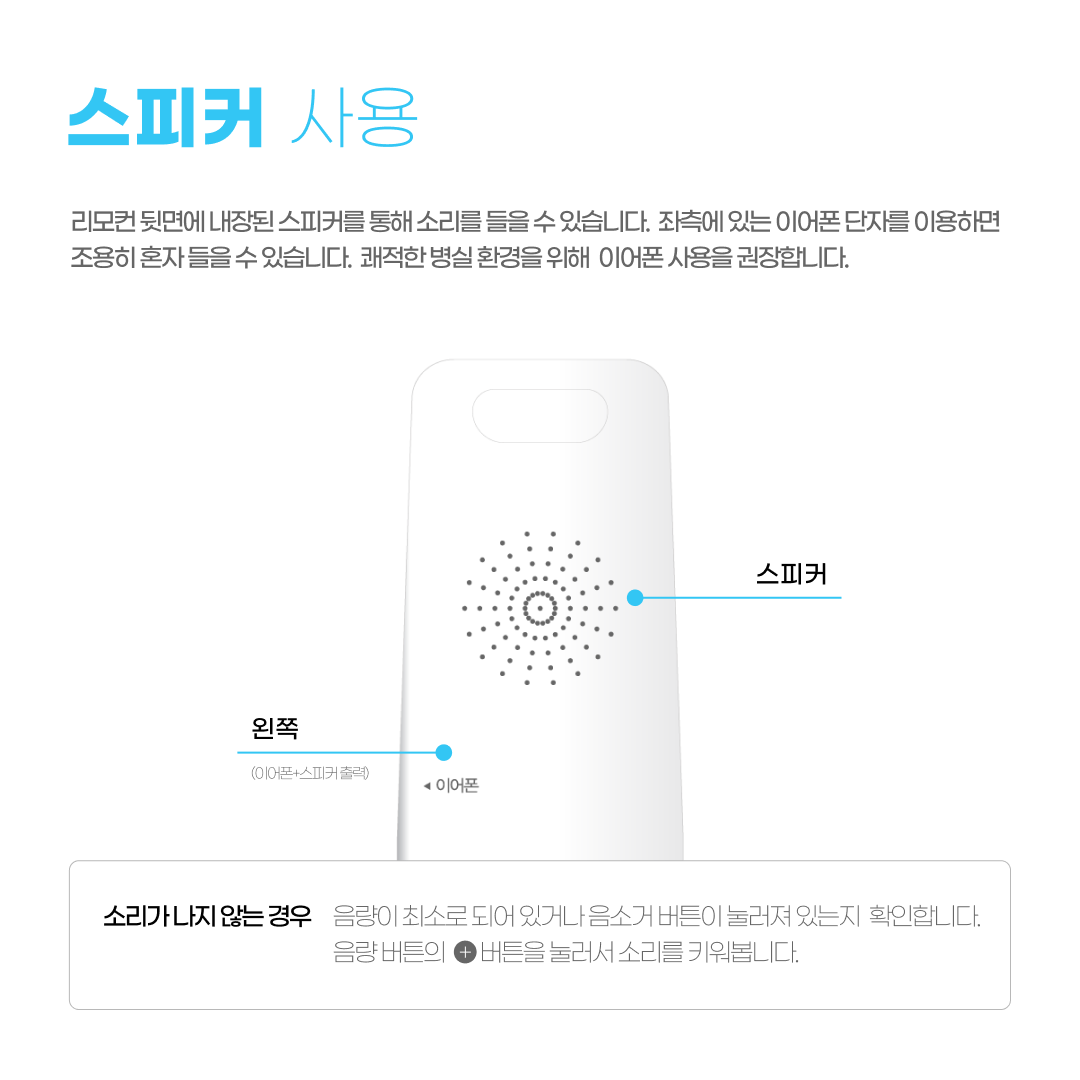 스피커 사용
리모컨 뒷면에 내장된 스피커를 통해 소리를 들을 수 있습니다. 좌측에 있는 이어폰 단자를 이용하면
조용히 혼자 들을 수 있습니다. 쾌적한 병실 환경을 위해 이어폰 사용을 권장합니다.
스피커
왼쪽
(이어폰+스피커 출력)
◂ 이어폰
소리가 나지 않는 경우 음량이 최소로 되어 있거나 음소거 버튼이 눌러져 있는지 확인합니다.
음량 버튼의 + 버튼을 눌러서 소리를 키워봅니다.